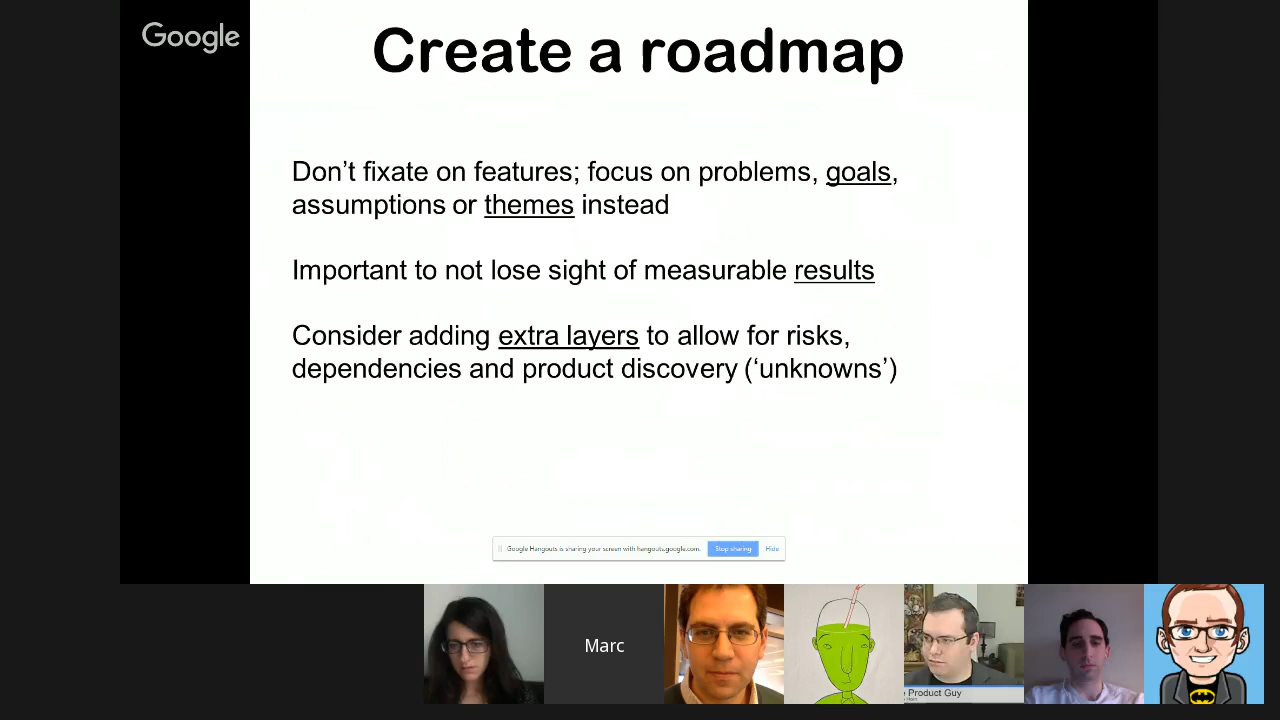 Google
Create a roadmap
Don’t fixate on features; focus on problems, goals,
assumptions or themes instead
Important to not lose sight of measurable results
Consider adding extra layers to allow for risks,
dependencies and product discovery (‘unknowns’)
Google Hangouts is sharing your screen with hangouts.google.com.
Stop sharing
Hide
Marc
Product Guy